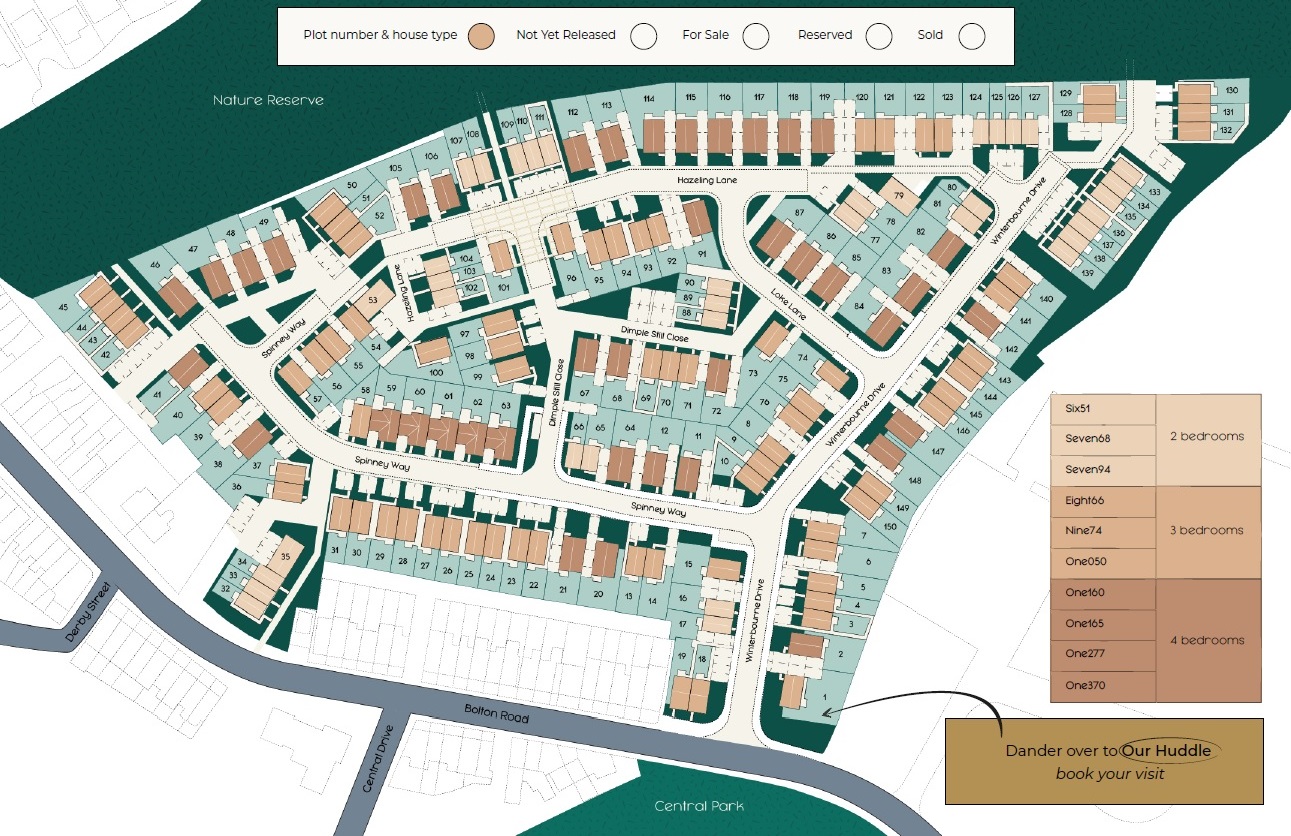 Plot number & house type
Not Yet Released
For Sale
Reserved
Sold
Nature Reserve
114 115 116 117 118 119 120 121 122 123 124 125 126 127 129 130
128 131
132
109 110 111 112 113
108
107
106
105
50
51
52
49
48
47
46
45
44
43
42
Hazeling Lane
80
79
81
78
82
77
83
87
86
85
84
133
134
135
136
137
138
139
Winterbourne Drive
104
103
102
101
96 95 94 93 92 91
90
89
88
Hazeling Lane
Spinney Way
53
54
55
56
57
97
98
99
100
Dimple Still Close
Lake Lane
140
141
142
143
144
145
146
147
148
149
150
41
40
39
38
37
36
58 59 60 61 62 63
Dimple Still Close
67 68 69 70 71 72
73
74
75
76
66 65 64 12 11
10
9
8
Winterbourne Drive
Spinney Way
Spinney Way
35
34
33
32
31 30 29 28 27 26 25 24 23 22 21 20 13 14
15
16
17
19 18
7
6
5
4
3
2
1
Winterbourne Drive
Six51
Seven68
Seven94
2 bedrooms
Eight66
Nine74
One050
3 bedrooms
One160
One165
One277
One370
4 bedrooms
Derby Street
Bolton Road
Central Drive
Central Park
Dander over to Our Huddle
book your visit